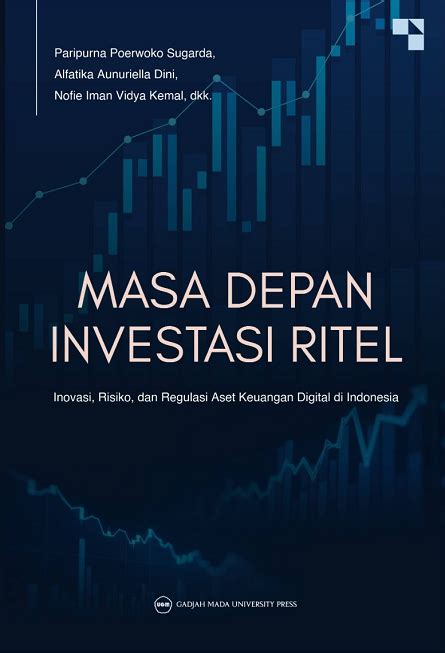 Paripurna Poerwoko Sugarda,
Alfatika Aunuriella Dini,
Nofie Iman Vidya Kemal, dkk.
MASA DEPAN
INVESTASI RITEL
Inovasi, Risiko, dan Regulasi Aset Keuangan Digital di Indonesia
UGM GADJAH MADA UNIVERSITY PRESS